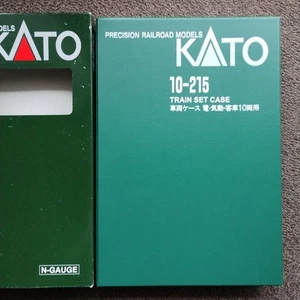 DELS
KATO
N-GAUGE
PRECISION RAILROAD MODELS
KATO
10-215
TRAIN SET CASE
車両ケース 電・気動・客車10両用